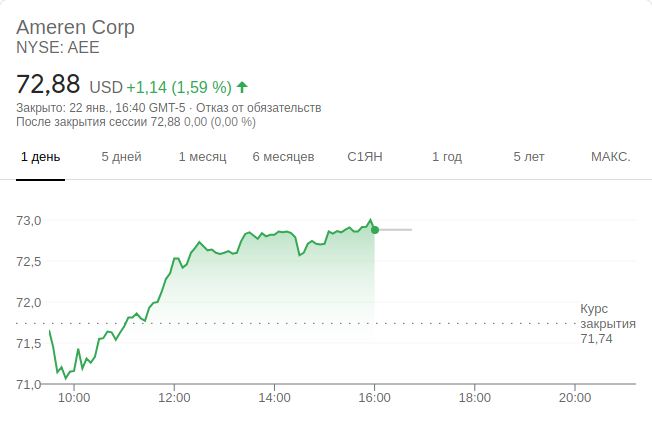 Ameren Corp
NYSE: AEE
72,88 USD +1,14 (1,59 %)
Закрыто: 22 янв., 16:40 GMT-5 · Отказ от обязательств
После закрытия сессии 72,88 0,00 (0,00 %)
1 день 5 дней 1 месяц 6 месяцев С1ЯН 1 год 5 лет МАКС.
73,0
72,5
72,0
Курс
закрытия
71,74
71,5
71,0
10:00 12:00 14:00 16:00 18:00 20:00